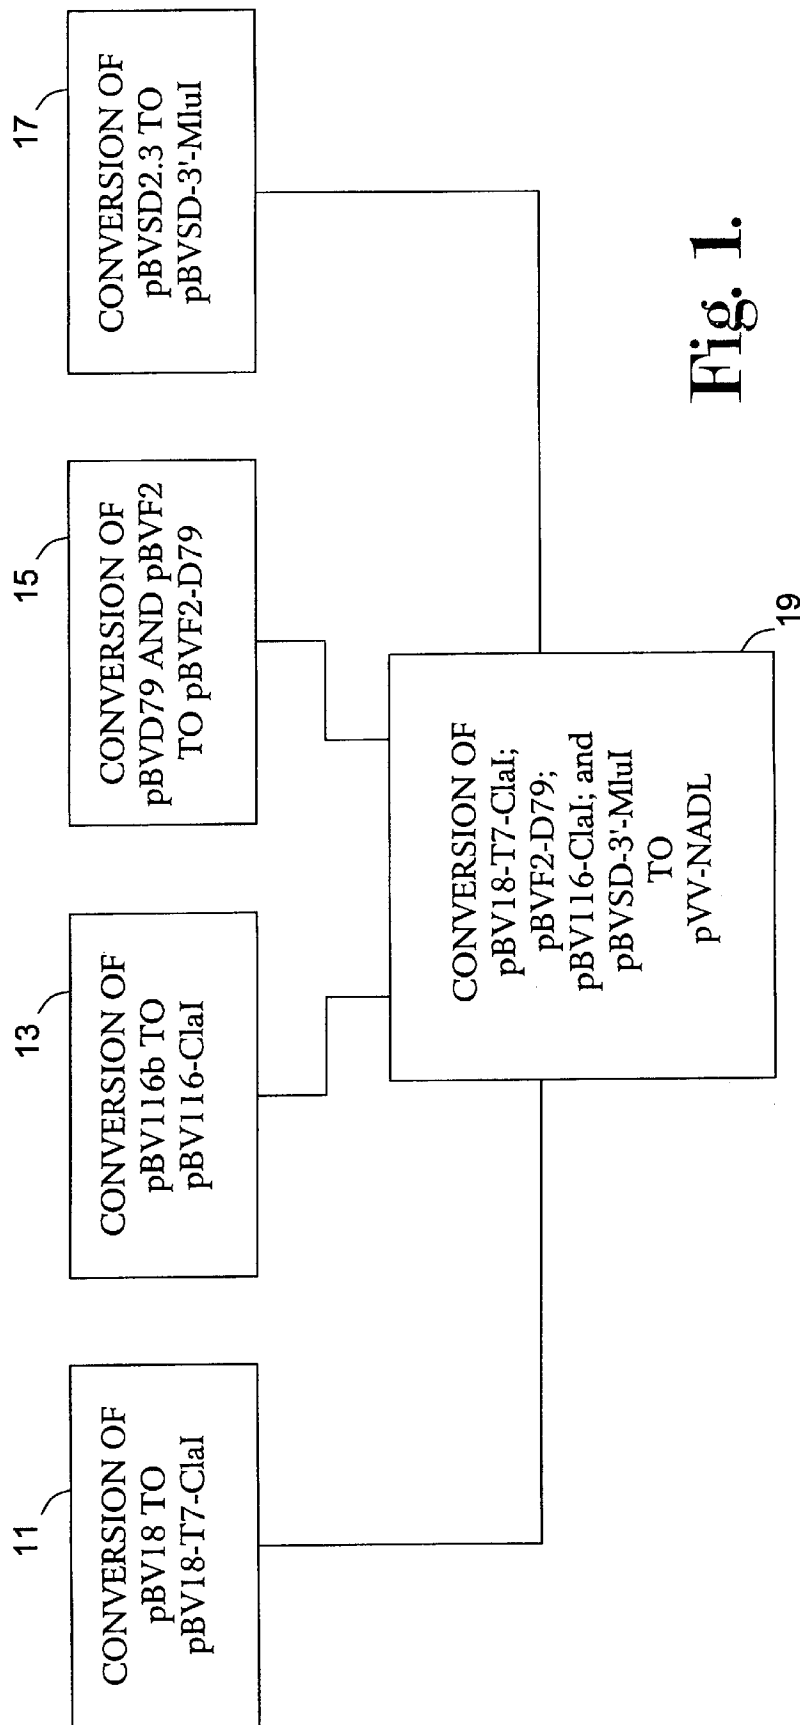 11
CONVERSION OF
pBV18 TO
pBV18-T7-ClaI
13
CONVERSION OF
pBV116b TO
pBV116-ClaI
15
CONVERSION OF
pBVD79 AND pBVF2
TO pBVF2-D79
17
CONVERSION OF
pBVSD2.3 TO
pBVSD-3'-MluI
CONVERSION OF
pBV18-T7-ClaI;
pBVF2-D79;
pBV116-ClaI; and
pBVSD-3'-MluI
TO
pVV-NADL
19
Fig. 1.